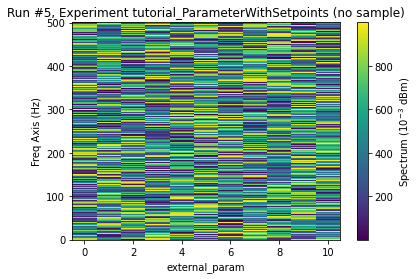 Run #5, Experiment tutorial_ParameterWithSetpoints (no sample)
500
400
300
200
100
0
Freq Axis (Hz)
0 2 4 6 8 10
external_param
800
600
400
200
Spectrum (10⁻³ dBm)